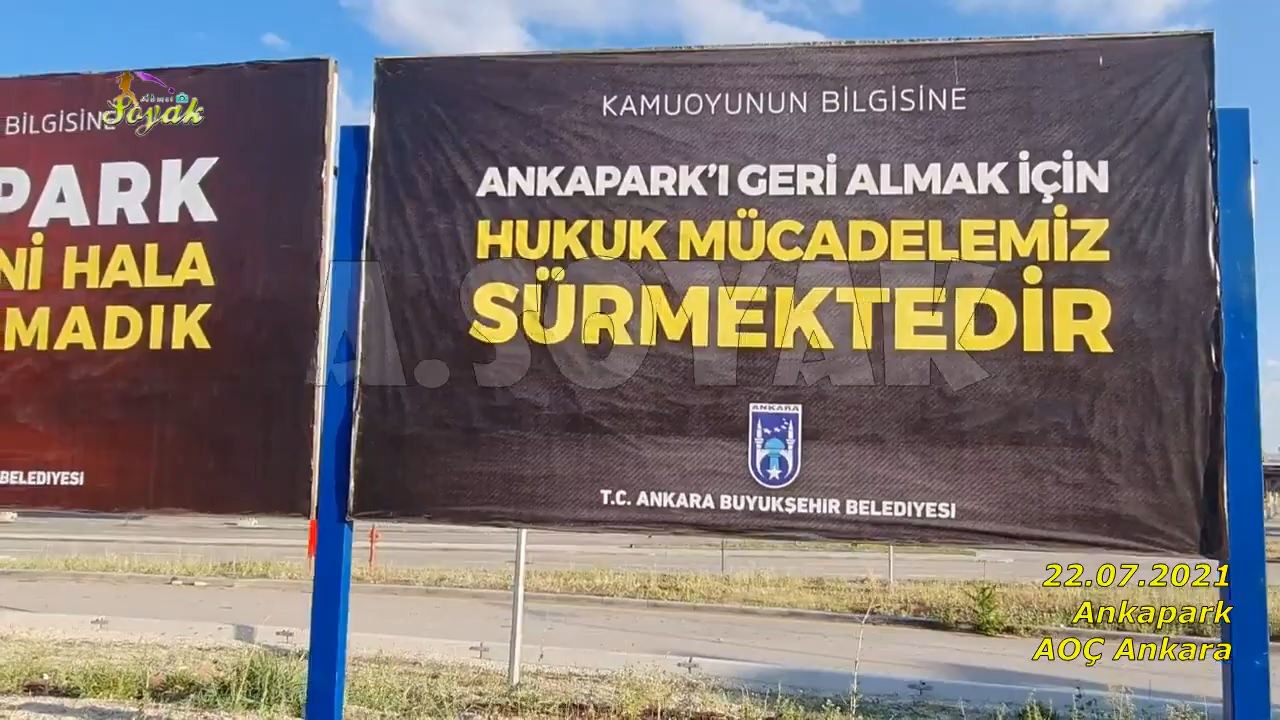 BİLGİSİNE
PARK
Nİ HALA
MADIK
BELEDİYESİ
Ahmet
Soyak
KAMUOYUNUN BİLGİSİNE
ANKAPARK'I GERİ ALMAK İÇİN
HUKUK MÜCADELEMİZ
SÜRMEKTEDİR
A.SOYAK
ANKARA
T.C. ANKARA BÜYÜKŞEHİR BELEDİYESİ
22.07.2021
Ankapark
AOÇ Ankara